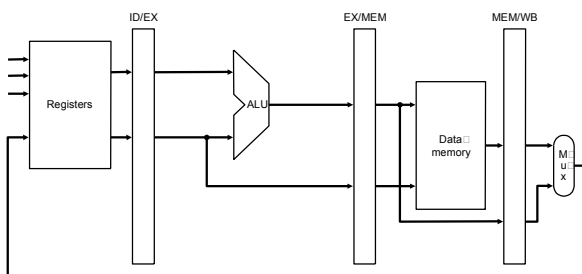 ID/EX
EX/MEM
MEM/WB
Registers
ALU
Data□
memory
M□
u□
x